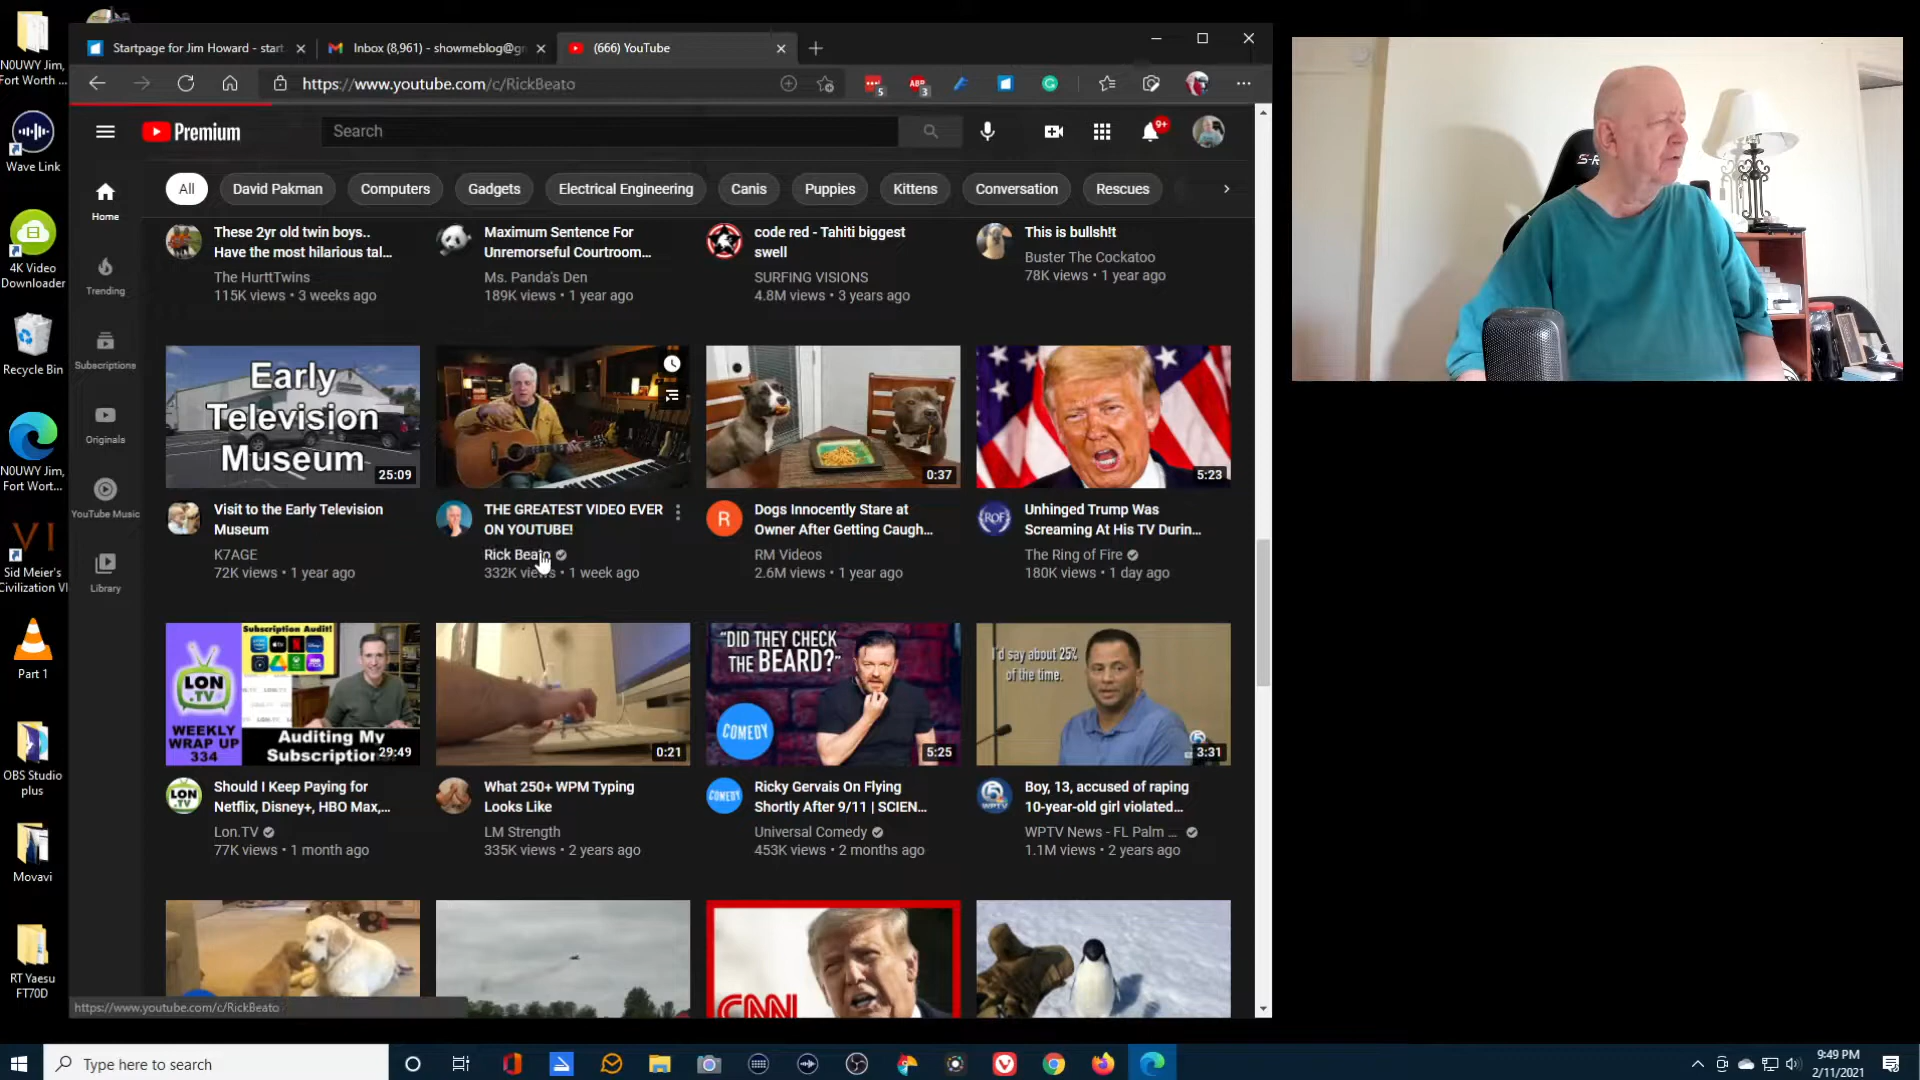 N0UWY Jim,
Fort Worth ...
Wave Link
4K Video
Downloader
Recycle Bin
N0UWY Jim,
Fort Wort...
Sid Meier's
Civilization VI
Part 1
OBS Studio
plus
Movavi
RT Yaesu
FT70D
Startpage for Jim Howard - start.
Inbox (8,961) - showmeblog@g
(666) YouTube
https://www.youtube.com/c/RickBeato
5
ABP
3
Premium
Search
9+
All
David Pakman
Computers
Gadgets
Electrical Engineering
Canis
Puppies
Kittens
Conversation
Rescues
Home
Trending
Subscriptions
Originals
YouTube Music
Library
These 2yr old twin boys..
Have the most hilarious tal...
The HurttTwins
115K views • 3 weeks ago
Maximum Sentence For
Unremorseful Courtroom...
Ms. Panda's Den
189K views • 1 year ago
code red - Tahiti biggest
swell
SURFING VISIONS
4.8M views • 3 years ago
This is bullsh!t
Buster The Cockatoo
78K views • 1 year ago
Early
Television
Museum
25:09
Visit to the Early Television
Museum
K7AGE
72K views • 1 year ago
THE GREATEST VIDEO EVER
ON YOUTUBE!
Rick Beato
332K views • 1 week ago
0:37
R
Dogs Innocently Stare at
Owner After Getting Caugh...
RM Videos
2.6M views • 1 year ago
5:23
ROF
Unhinged Trump Was
Screaming At His TV Durin...
The Ring of Fire
180K views • 1 day ago
Subscription Audit!
LON
.TV
WEEKLY
WRAP UP
334
Auditing My
Subscription
29:49
LON
.TV
Should I Keep Paying for
Netflix, Disney+, HBO Max,...
Lon.TV
77K views • 1 month ago
0:21
What 250+ WPM Typing
Looks Like
LM Strength
335K views • 2 years ago
"DID THEY CHECK
THE BEARD?"
COMEDY
5:25
COMEDY
Ricky Gervais On Flying
Shortly After 9/11 | SCIEN...
Universal Comedy
453K views • 2 months ago
I'd say about 25%
of the time.
5
3:31
5
WPTV
Boy, 13, accused of raping
10-year-old girl violated...
WPTV News - FL Palm ...
1.1M views • 2 years ago
CNN
https://www.youtube.com/c/RickBeato
Type here to search
9:49 PM
2/11/2021
S-R